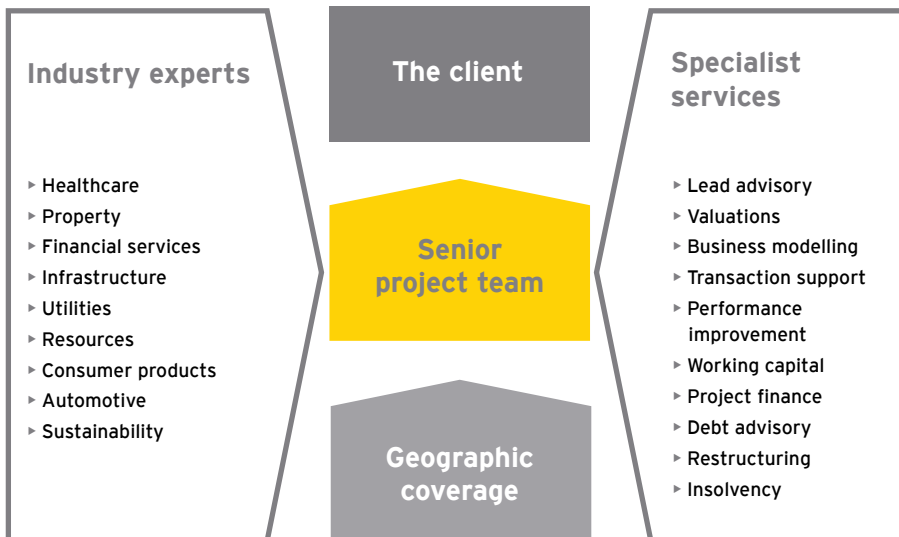 Industry experts
Healthcare
Property
Financial services
Infrastructure
Utilities
Resources
Consumer products
Automotive
Sustainability
The client
Senior
project team
Geographic
coverage
Specialist
services
Lead advisory
Valuations
Business modelling
Transaction support
Performance
improvement
Working capital
Project finance
Debt advisory
Restructuring
Insolvency